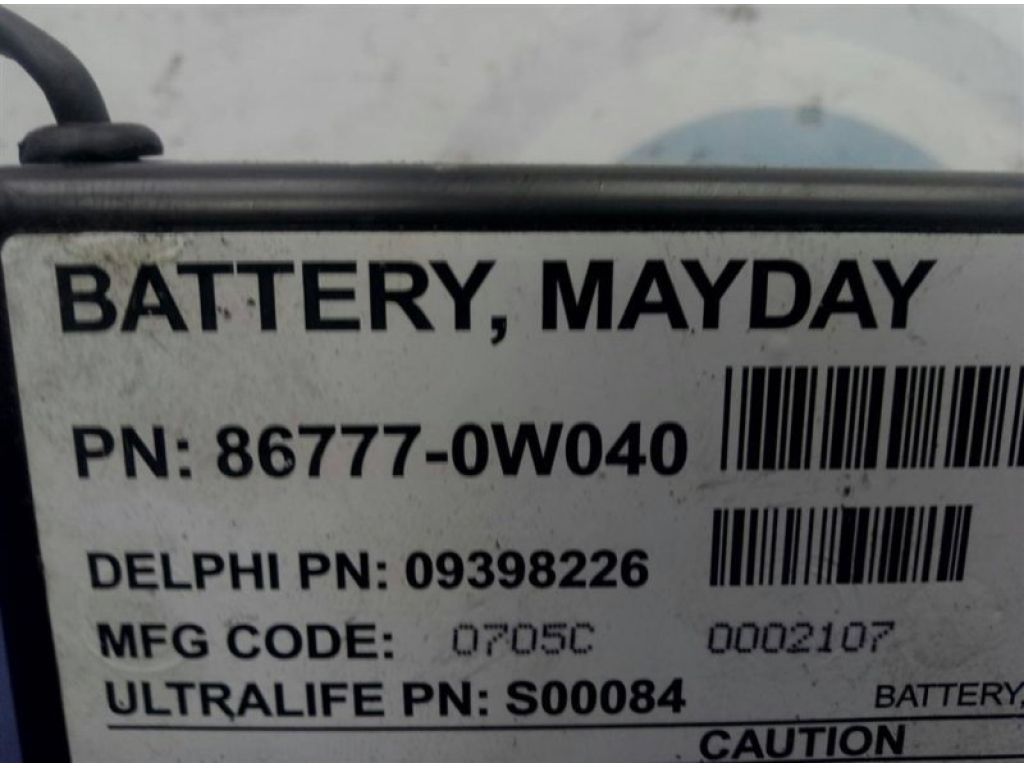 BATTERY, MAYDAY
PN: 86777-0W040
DELPHI PN: 09398226
MFG CODE: 0705C 0002107
ULTRALIFE PN: S00084 BATTERY,
CAUTION